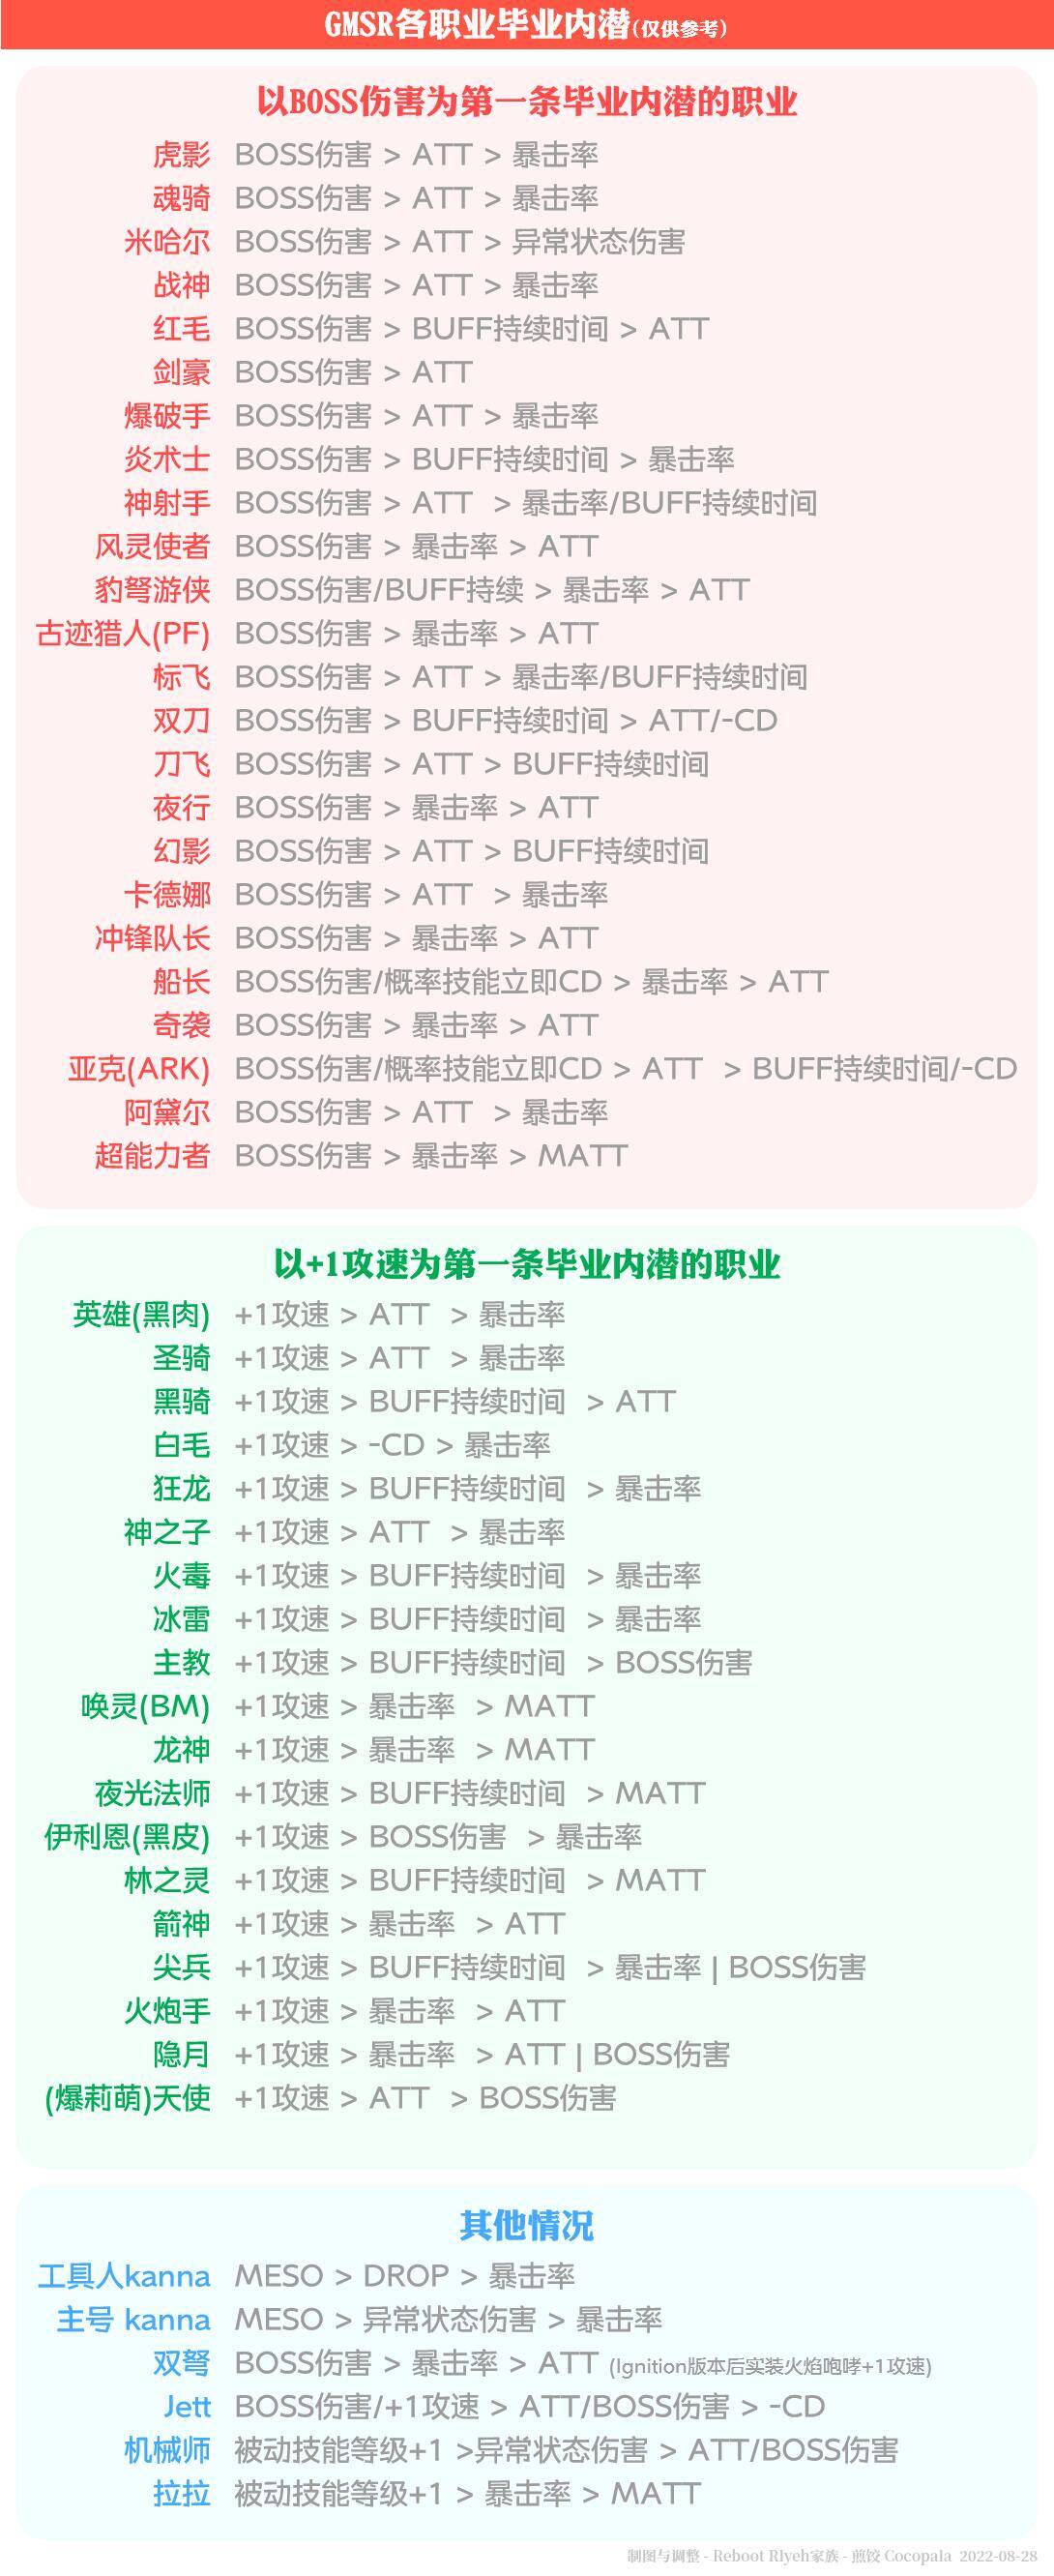 GMSR各职业毕业内潜(仅供参考)
以BOSS伤害为第一条毕业内潜的职业
虎影 BOSS伤害 > ATT > 暴击率
魂骑 BOSS伤害 > ATT > 暴击率
米哈尔 BOSS伤害 > ATT > 异常状态伤害
战神 BOSS伤害 > ATT > 暴击率
红毛 BOSS伤害 > BUFF持续时间 > ATT
剑豪 BOSS伤害 > ATT
爆破手 BOSS伤害 > ATT > 暴击率
炎术士 BOSS伤害 > BUFF持续时间 > 暴击率
神射手 BOSS伤害 > ATT > 暴击率/BUFF持续时间
风灵使者 BOSS伤害 > 暴击率 > ATT
豹弩游侠 BOSS伤害/BUFF持续 > 暴击率 > ATT
古迹猎人(PF) BOSS伤害 > 暴击率 > ATT
标飞 BOSS伤害 > ATT > 暴击率/BUFF持续时间
双刀 BOSS伤害 > BUFF持续时间 > ATT/-CD
刀飞 BOSS伤害 > ATT > BUFF持续时间
夜行 BOSS伤害 > 暴击率 > ATT
幻影 BOSS伤害 > ATT > BUFF持续时间
卡德娜 BOSS伤害 > ATT > 暴击率
冲锋队长 BOSS伤害 > 暴击率 > ATT
船长 BOSS伤害/概率技能立即CD > 暴击率 > ATT
奇袭 BOSS伤害 > 暴击率 > ATT
亚克(ARK) BOSS伤害/概率技能立即CD > ATT > BUFF持续时间/-CD
阿黛尔 BOSS伤害 > ATT > 暴击率
超能力者 BOSS伤害 > 暴击率 > MATT
以+1攻速为第一条毕业内潜的职业
英雄(黑肉) +1攻速 > ATT > 暴击率
圣骑 +1攻速 > ATT > 暴击率
黑骑 +1攻速 > BUFF持续时间 > ATT
白毛 +1攻速 > -CD > 暴击率
狂龙 +1攻速 > BUFF持续时间 > 暴击率
神之子 +1攻速 > ATT > 暴击率
火毒 +1攻速 > BUFF持续时间 > 暴击率
冰雷 +1攻速 > BUFF持续时间 > 暴击率
主教 +1攻速 > BUFF持续时间 > BOSS伤害
唤灵(BM) +1攻速 > 暴击率 > MATT
龙神 +1攻速 > 暴击率 > MATT
夜光法师 +1攻速 > BUFF持续时间 > MATT
伊利恩(黑皮) +1攻速 > BOSS伤害 > 暴击率
林之灵 +1攻速 > BUFF持续时间 > MATT
箭神 +1攻速 > 暴击率 > ATT
尖兵 +1攻速 > BUFF持续时间 > 暴击率 | BOSS伤害
火炮手 +1攻速 > 暴击率 > ATT
隐月 +1攻速 > 暴击率 > ATT | BOSS伤害
(爆莉萌)天使 +1攻速 > ATT > BOSS伤害
其他情况
工具人kanna MESO > DROP > 暴击率
主号 kanna MESO > 异常状态伤害 > 暴击率
双弩 BOSS伤害 > 暴击率 > ATT (Ignition版本后实装火焰咆哮+1攻速)
Jett BOSS伤害/+1攻速 > ATT/BOSS伤害 > -CD
机械师 被动技能等级+1 >异常状态伤害 > ATT/BOSS伤害
拉拉 被动技能等级+1 > 暴击率 > MATT
制图与调整 - Reboot Rlyeh家族 - 煎饺 Cocopala 2022-08-28